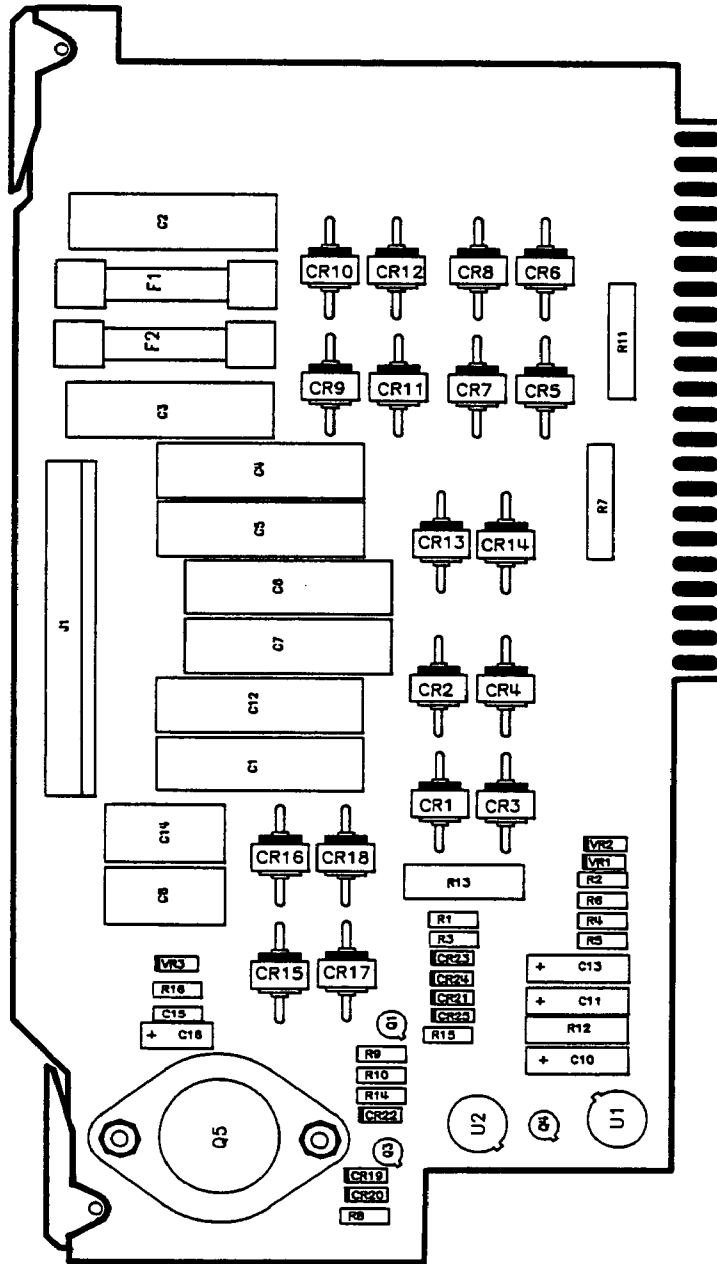 C2
F1
CR10 CR12 CR8 CR6
F2
R11
CR9 CR11 CR7 CR5
C3
C4
R7
C5
CR13 CR14
C6
J1
C7
CR2 CR4
C12
C1
CR1 CR3
C14
VR2
CR16 CR18
VR1
R13
R2
C8
R6
R1
R4
R3
R5
VR3
CR23
+ C13
CR15 CR17
CR24
R16
CR21
+ C11
C15
CR25
Q1
R12
+ C16
R15
R9
+ C10
R10
R14
CR22
U2
Q4
U1
Q5
Q3
CR19
CR20
R8